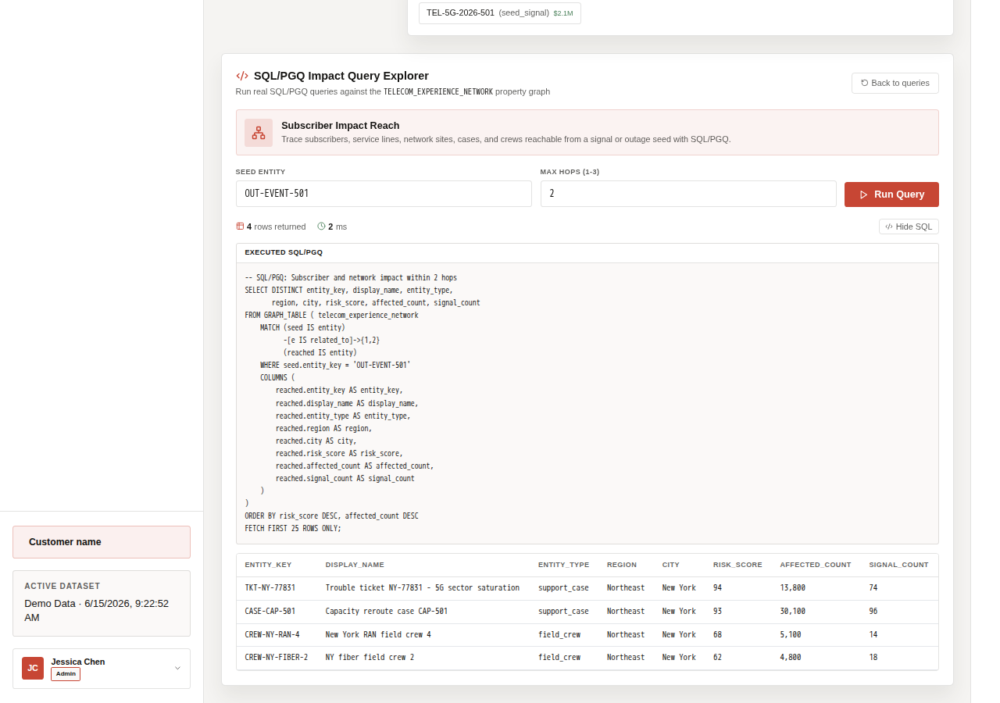 TEL-5G-2026-501 (seed_signal) $2.1M
SQL/PGQ Impact Query Explorer
Run real SQL/PGQ queries against the TELECOM_EXPERIENCE_NETWORK property graph
Back to queries
Subscriber Impact Reach
Trace subscribers, service lines, network sites, cases, and crews reachable from a signal or outage seed with SQL/PGQ.
SEED ENTITY
MAX HOPS (1-3)
OUT-EVENT-501
2
Run Query
4 rows returned 2 ms
Hide SQL
EXECUTED SQL/PGQ
-- SQL/PGQ: Subscriber and network impact within 2 hops
SELECT DISTINCT entity_key, display_name, entity_type,
region, city, risk_score, affected_count, signal_count
FROM GRAPH_TABLE ( telecom_experience_network
MATCH (seed IS entity)
-[e IS related_to]->{1,2}
(reached IS entity)
WHERE seed.entity_key = 'OUT-EVENT-501'
COLUMNS (
reached.entity_key AS entity_key,
reached.display_name AS display_name,
reached.entity_type AS entity_type,
reached.region AS region,
reached.city AS city,
reached.risk_score AS risk_score,
reached.affected_count AS affected_count,
reached.signal_count AS signal_count
)
)
ORDER BY risk_score DESC, affected_count DESC
FETCH FIRST 25 ROWS ONLY;
ENTITY_KEY DISPLAY_NAME ENTITY_TYPE REGION CITY RISK_SCORE AFFECTED_COUNT SIGNAL_COUNT
TKT-NY-77831 Trouble ticket NY-77831 - 5G sector saturation support_case Northeast New York 94 13,800 74
CASE-CAP-501 Capacity reroute case CAP-501 support_case Northeast New York 93 30,100 96
CREW-NY-RAN-4 New York RAN field crew 4 field_crew Northeast New York 68 5,100 14
CREW-NY-FIBER-2 NY fiber field crew 2 field_crew Northeast New York 62 4,800 18
Customer name
ACTIVE DATASET
Demo Data · 6/15/2026, 9:22:52
AM
JC
Jessica Chen
Admin